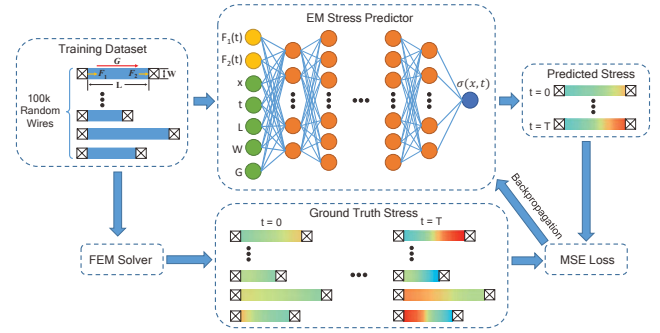 Training Dataset
G
F1
F2
W
L
100k
Random
Wires
EM Stress Predictor
F1(t)
F2(t)
x
t
L
W
G
σ(x, t)
Predicted Stress
t = 0
t = T
Backpropagation
FEM Solver
Ground Truth Stress
t = 0
t = T
MSE Loss